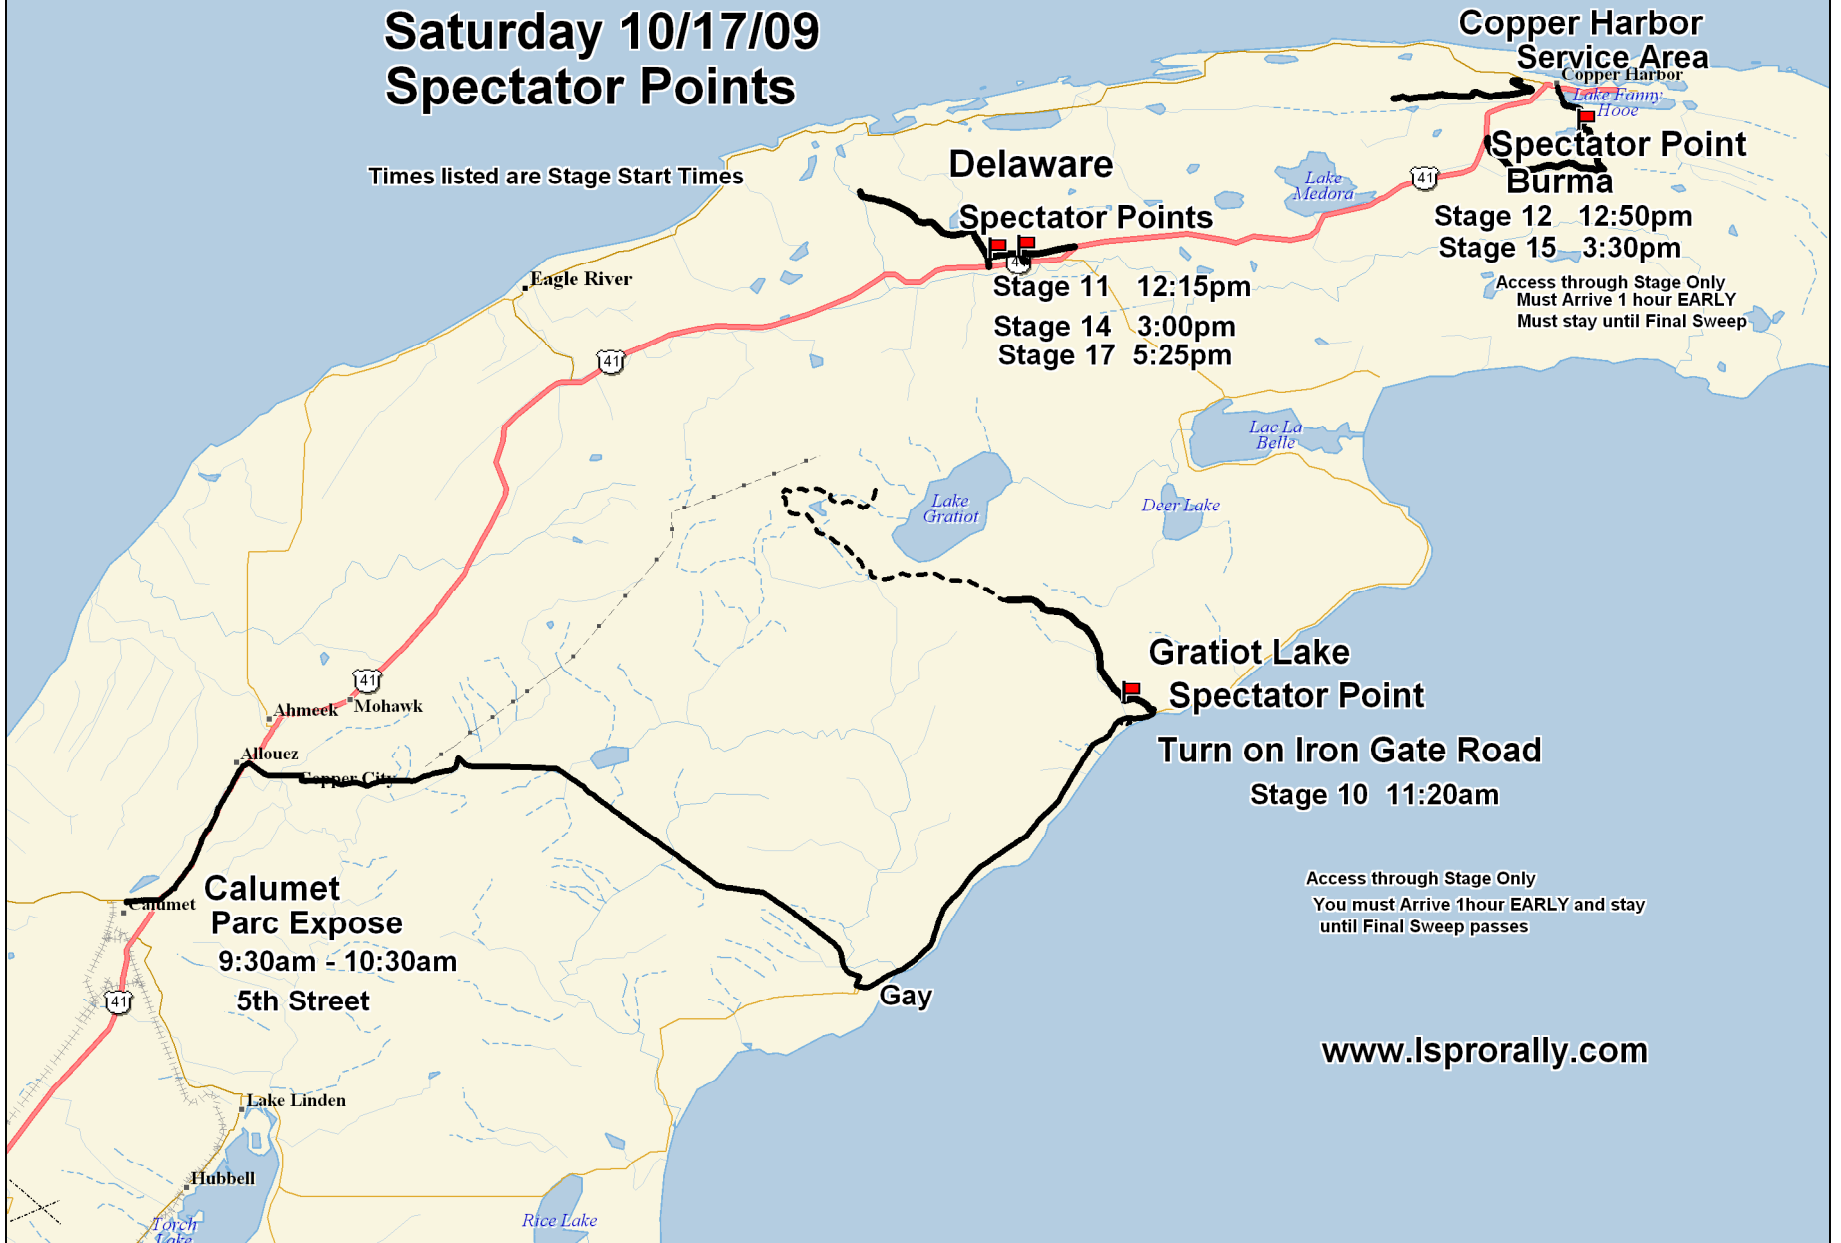 Saturday 10/17/09
Spectator Points
Times listed are Stage Start Times
Copper Harbor
Service Area
Copper Harbor
Lake Fanny
Hooe
Spectator Point
Burma
Stage 12 12:50pm
Stage 15 3:30pm
Access through Stage Only
Must Arrive 1 hour EARLY
Must stay until Final Sweep
Delaware
Spectator Points
Stage 11 12:15pm
Stage 14 3:00pm
Stage 17 5:25pm
Lake
Medora
41
Eagle River
41
Lac La
Belle
Lake
Gratiot
Deer Lake
Gratiot Lake
Spectator Point
Turn on Iron Gate Road
Stage 10 11:20am
Access through Stage Only
You must Arrive 1hour EARLY and stay
until Final Sweep passes
41
Ahmeek
Mohawk
Allouez
Copper City
Calumet
Calumet
Parc Expose
9:30am - 10:30am
5th Street
41
Gay
www.lsprorally.com
Lake Linden
Hubbell
Torch
Lake
Rice Lake